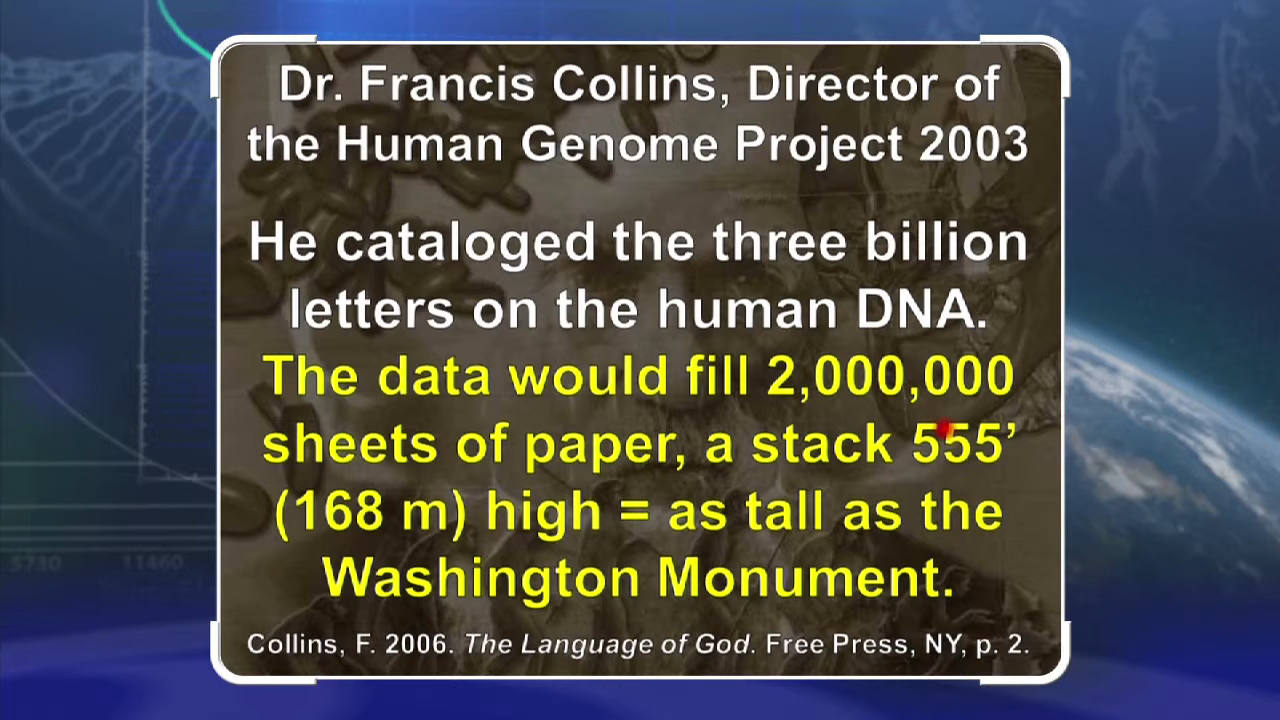 Dr. Francis Collins, Director of
the Human Genome Project 2003
He cataloged the three billion
letters on the human DNA.
The data would fill 2,000,000
sheets of paper, a stack 555’
(168 m) high = as tall as the
Washington Monument.
Collins, F. 2006. The Language of God. Free Press, NY, p. 2.
5730 11460